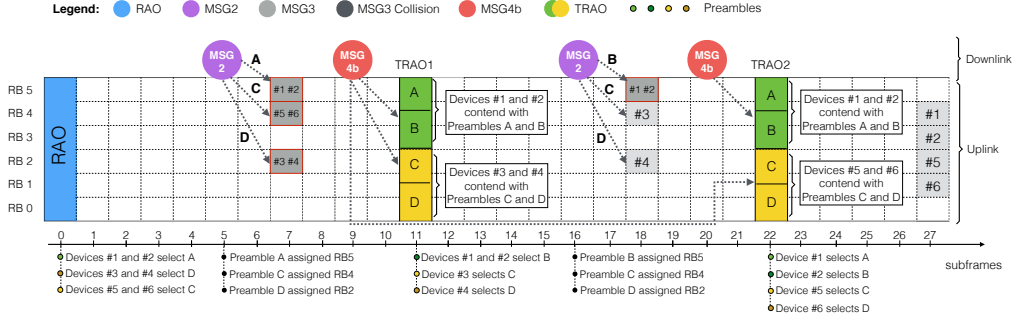 Legend: RAO MSG2 MSG3 MSG3 Collision MSG4b TRAO Preambles
MSG 2
A
C
D
MSG 4b
TRAO1
MSG 2
B
C
D
MSG 4b
TRAO2
Downlink
Uplink
RB 5
RB 4
RB 3
RB 2
RB 1
RB 0
RAO
#1 #2
#5 #6
#3 #4
A
B
C
D
Devices #1 and #2
contend with
Preambles A and B
Devices #3 and #4
contend with
Preambles C and D
#1 #2
#3
#4
A
B
C
D
Devices #1 and #2
contend with
Preambles A and B
Devices #5 and #6
contend with
Preambles C and D
#1
#2
#5
#6
0 1 2 3 4 5 6 7 8 9 10 11 12 13 14 15 16 17 18 19 20 21 22 23 24 25 26 27
subframes
Devices #1 and #2 select A
Devices #3 and #4 select D
Devices #5 and #6 select C
Preamble A assigned RB5
Preamble C assigned RB4
Preamble D assigned RB2
Devices #1 and #2 select B
Device #3 selects C
Device #4 selects D
Preamble B assigned RB5
Preamble C assigned RB4
Preamble D assigned RB2
Device #1 selects A
Device #2 selects B
Device #5 selects C
Device #6 selects D